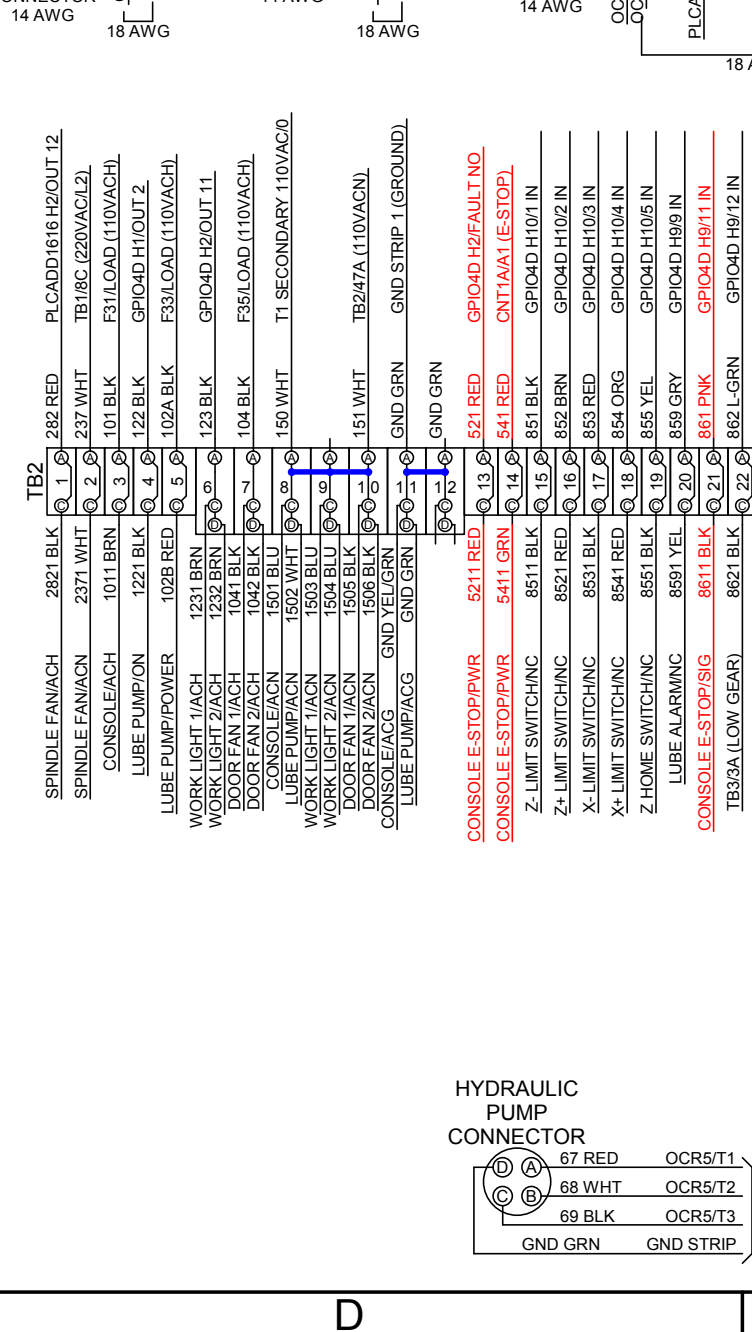 14 AWG
18 AWG
18 AWG
14 AWG
PLCA
18 A
PLCADD1616 H2/OUT 12
TB1/8C (220VAC/L2)
F31/LOAD (110VACH)
GPIO4D H1/OUT 2
F33/LOAD (110VACH)
GPIO4D H2/OUT 11
F35/LOAD (110VACH)
T1 SECONDARY 110VAC/0
TB2/47A (110VACN)
GND STRIP 1 (GROUND)
GPIO4D H2/FAULT NO
CNT1A/A1 (E-STOP)
GPIO4D H10/1 IN
GPIO4D H10/2 IN
GPIO4D H10/3 IN
GPIO4D H10/4 IN
GPIO4D H10/5 IN
GPIO4D H9/9 IN
GPIO4D H9/11 IN
GPIO4D H9/12 IN
282 RED
237 WHT
101 BLK
122 BLK
102A BLK
123 BLK
104 BLK
150 WHT
151 WHT
GND GRN
GND GRN
521 RED
541 RED
851 BLK
852 BRN
853 RED
854 ORG
855 YEL
859 GRY
861 PNK
862 L-GRN
TB2
A A A A A A A A A A A A A A A A A A A A A A
1 2 3 4 5 6 7 8 9 10 11 12 13 14 15 16 17 18 19 20 21 22
C C C C C C C C C C C C C C C C C C C C C C
D D D D D D D
2821 BLK
2371 WHT
1011 BRN
1221 BLK
102B RED
1231 BRN
1232 BRN
1041 BLK
1042 BLK
1501 BLU
1502 WHT
1503 BLU
1504 BLU
1505 BLK
1506 BLK
GND YEL/GRN
GND GRN
5211 RED
5411 GRN
8511 BLK
8521 RED
8531 BLK
8541 RED
8551 BLK
8591 YEL
8611 BLK
8621 BLK
SPINDLE FAN/ACH
SPINDLE FAN/ACN
CONSOLE/ACH
LUBE PUMP/ON
LUBE PUMP/POWER
WORK LIGHT 1/ACH
WORK LIGHT 2/ACH
DOOR FAN 1/ACH
DOOR FAN 2/ACH
CONSOLE/ACN
LUBE PUMP/ACN
WORK LIGHT 1/ACN
WORK LIGHT 2/ACN
DOOR FAN 1/ACN
DOOR FAN 2/ACN
CONSOLE/ACG
LUBE PUMP/ACG
CONSOLE E-STOP/PWR
CONSOLE E-STOP/PWR
Z- LIMIT SWITCH/NC
Z+ LIMIT SWITCH/NC
X- LIMIT SWITCH/NC
X+ LIMIT SWITCH/NC
Z HOME SWITCH/NC
LUBE ALARM/NC
CONSOLE E-STOP/SIG
TB3/3A (LOW GEAR)
HYDRAULIC
PUMP
CONNECTOR
D A 67 RED OCR5/T1
C B 68 WHT OCR5/T2
69 BLK OCR5/T3
GND GRN GND STRIP
D